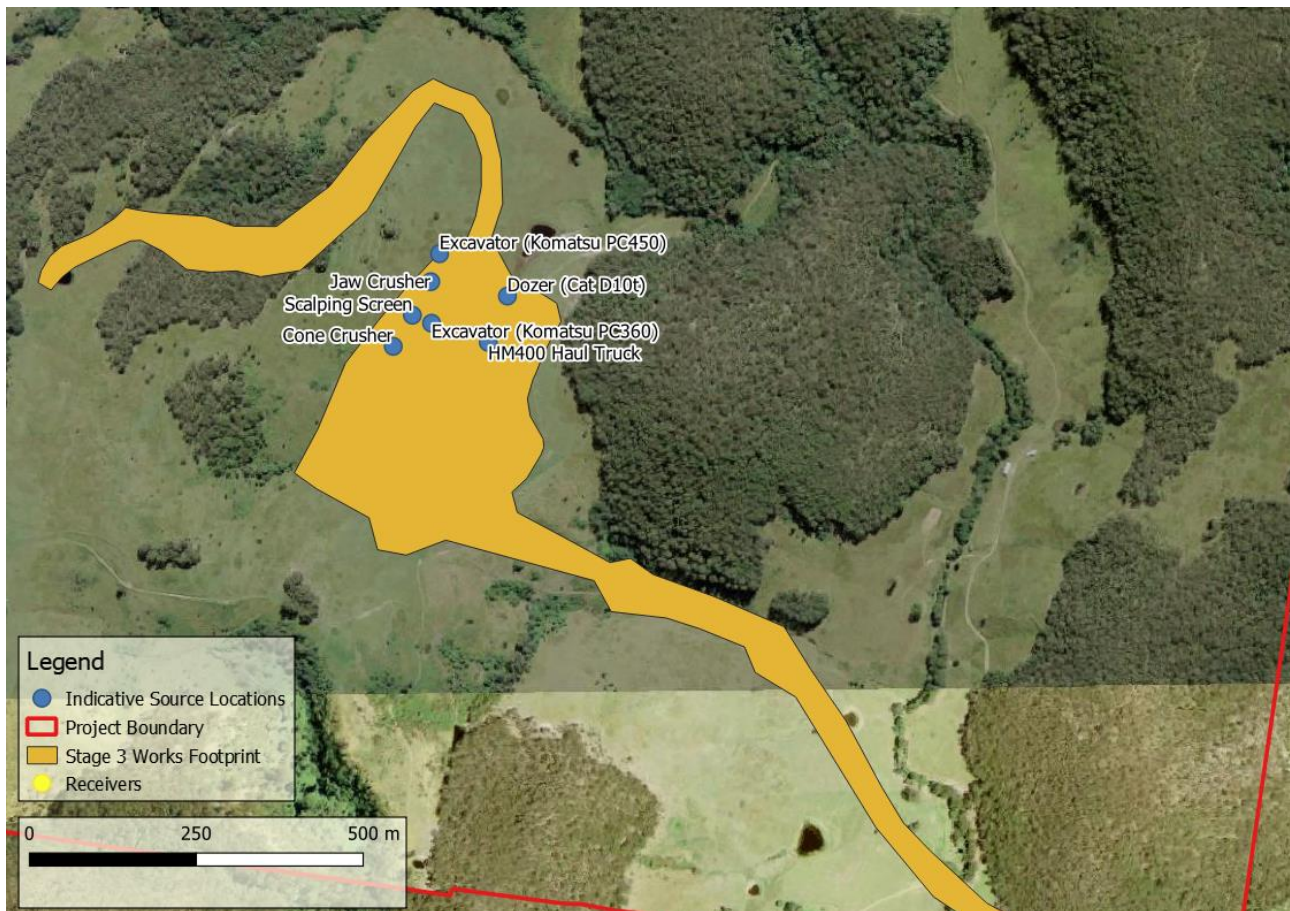 Excavator (Komatsu PC450)
Jaw Crusher
Dozer (Cat D10t)
Scalping Screen
Excavator (Komatsu PC360)
Cone Crusher
HM400 Haul Truck
Legend
Indicative Source Locations
Project Boundary
Stage 3 Works Footprint
Receivers
0 250 500 m